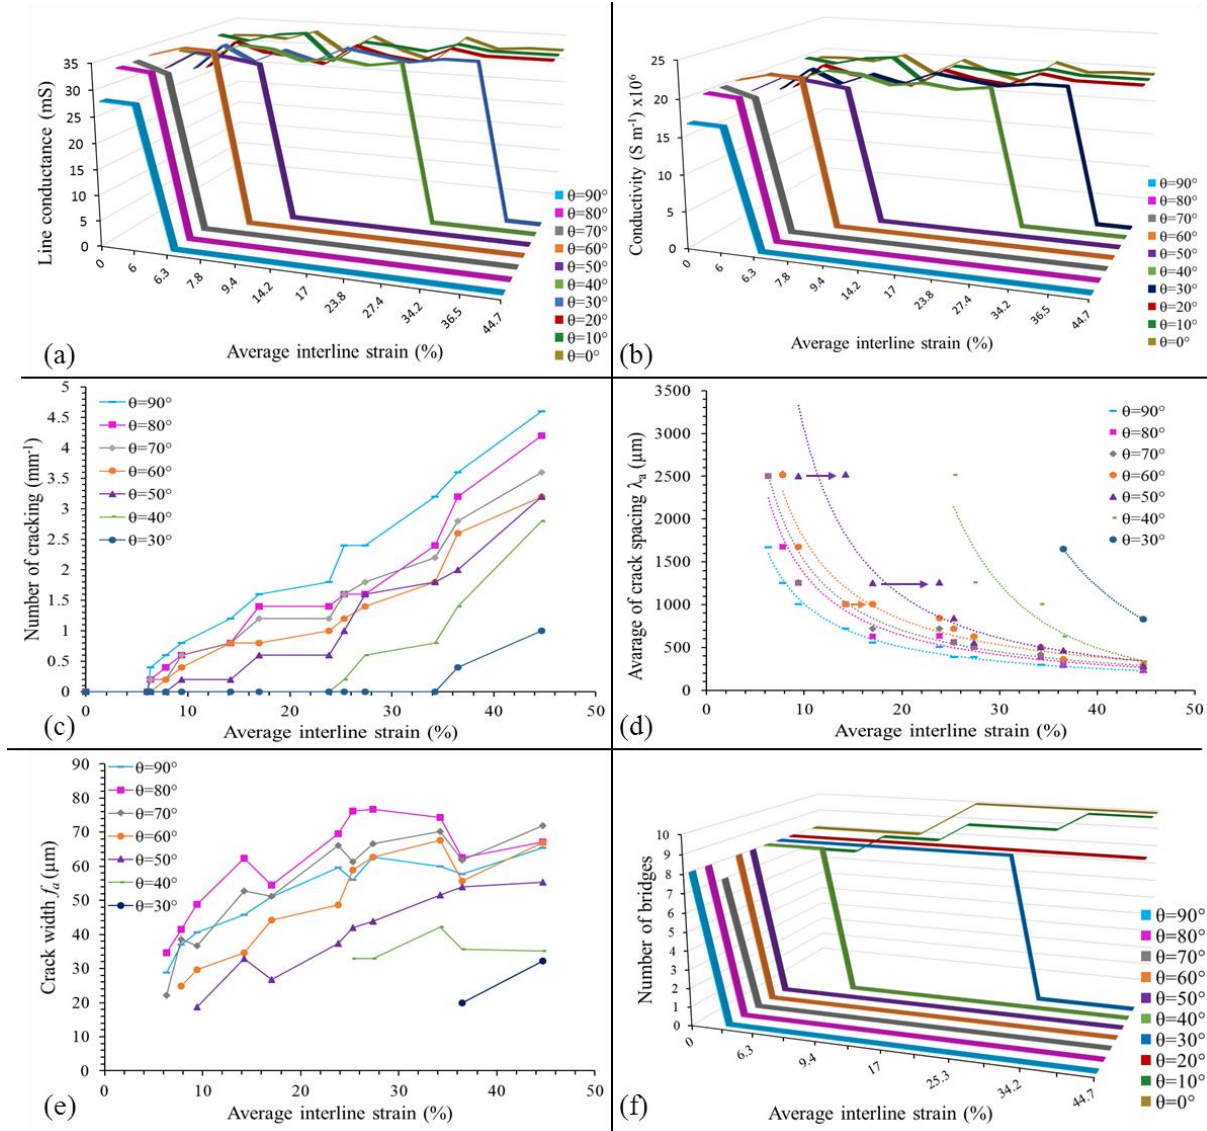 35
30
25
20
15
10
5
0
Line conductance (mS)
0
6
6.3
7.8
9.4
14.2
17
23.8
27.4
34.2
36.5
44.7
Average interline strain (%)
θ=90°
θ=80°
θ=70°
θ=60°
θ=50°
θ=40°
θ=30°
θ=20°
θ=10°
θ=0°
(a)
25
20
15
10
5
0
Conductivity (S m⁻¹) x10⁶
0
6
6.3
7.8
9.4
14.2
17
23.8
27.4
34.2
36.5
44.7
Average interline strain (%)
θ=90°
θ=80°
θ=70°
θ=60°
θ=50°
θ=40°
θ=30°
θ=20°
θ=10°
θ=0°
(b)
5
4.5
4
3.5
3
2.5
2
1.5
1
0.5
0
Number of cracking (mm⁻¹)
0 10 20 30 40 50
Average interline strain (%)
θ=90°
θ=80°
θ=70°
θ=60°
θ=50°
θ=40°
θ=30°
(c)
3500
3000
2500
2000
1500
1000
500
0
Avarage of crack spacing λₐ (µm)
0 10 20 30 40 50
Average interline strain (%)
θ=90°
θ=80°
θ=70°
θ=60°
θ=50°
θ=40°
θ=30°
(d)
90
80
70
60
50
40
30
20
10
0
Crack width fₐ (µm)
0 10 20 30 40 50
Average interline strain (%)
θ=90°
θ=80°
θ=70°
θ=60°
θ=50°
θ=40°
θ=30°
(e)
10
9
8
7
6
5
4
3
2
1
0
Number of bridges
0
6.3
9.4
17
25.3
34.2
44.7
Average interline strain (%)
θ=90°
θ=80°
θ=70°
θ=60°
θ=50°
θ=40°
θ=30°
θ=20°
θ=10°
θ=0°
(f)